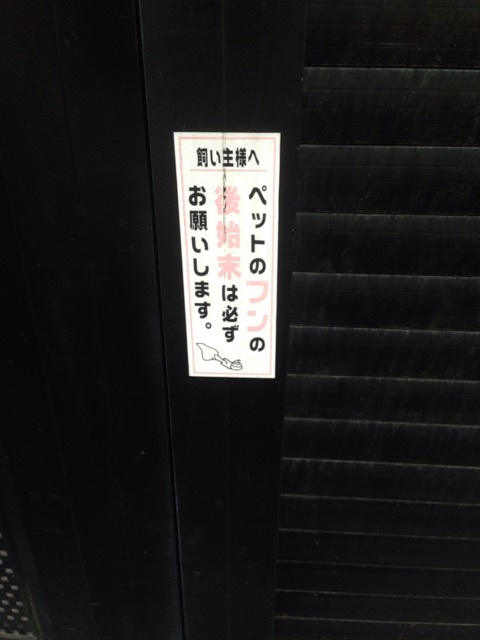 飼い主様へ
ペットのフンの
後始末は必ず
お願いします。